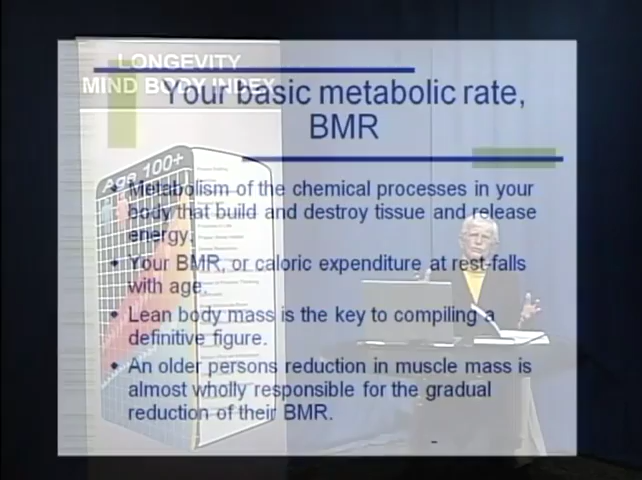 LONGEVITY
MIND BODY INDEX
Your basic metabolic rate,
BMR
Age 100+
• Metabolism of the chemical processes in your
body that build and destroy tissue and release
energy.
• Your BMR, or caloric expenditure at rest-falls
with age.
• Lean body mass is the key to compiling a
definitive figure.
• An older persons reduction in muscle mass is
almost wholly responsible for the gradual
reduction of their BMR.